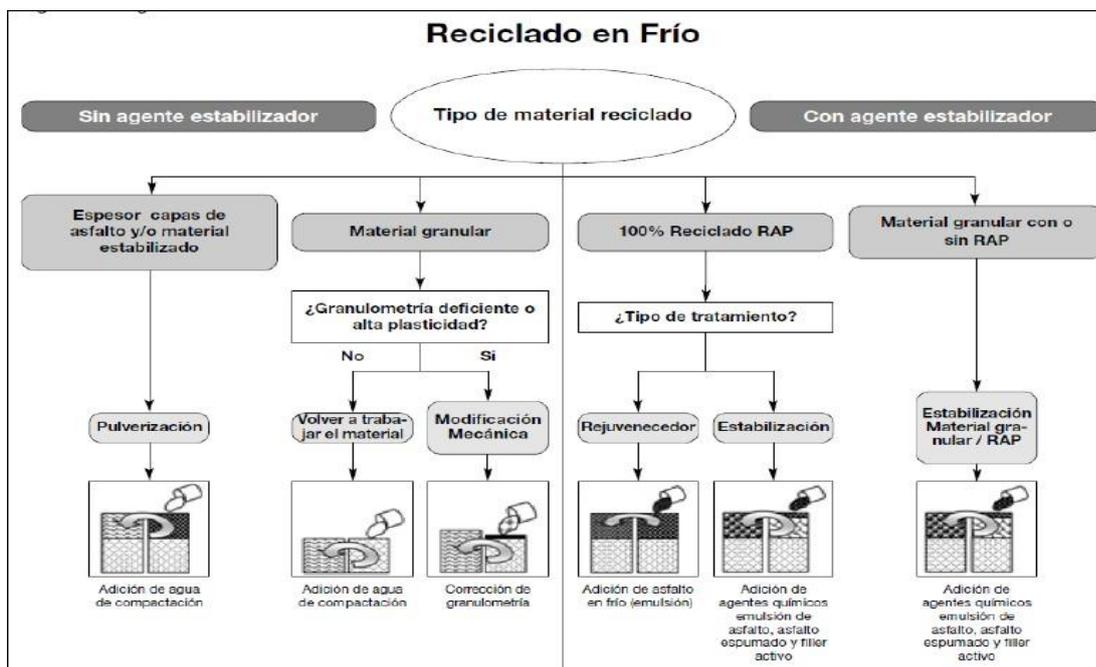 Reciclado en Frío
Sin agente estabilizador
Tipo de material reciclado
Con agente estabilizador
Espesor capas de
asfalto y/o material
estabilizado
Material granular
100% Reciclado RAP
Material granular con o
sin RAP
¿Granulometría deficiente o
alta plasticidad?
¿Tipo de tratamiento?
No
Si
Pulverización
Volver a traba-
jar el material
Modificación
Mecánica
Rejuvenecedor
Estabilización
Estabilización
Material gra-
nular / RAP
Adición de agua
de compactación
Adición de agua
de compactación
Corrección de
granulometría
Adición de asfalto
en frío (emulsión)
Adición de
agentes químicos
emulsión de
asfalto, asfalto
espumado y filler
activo
Adición de
agentes químicos
emulsión de
asfalto, asfalto
espumado y filler
activo